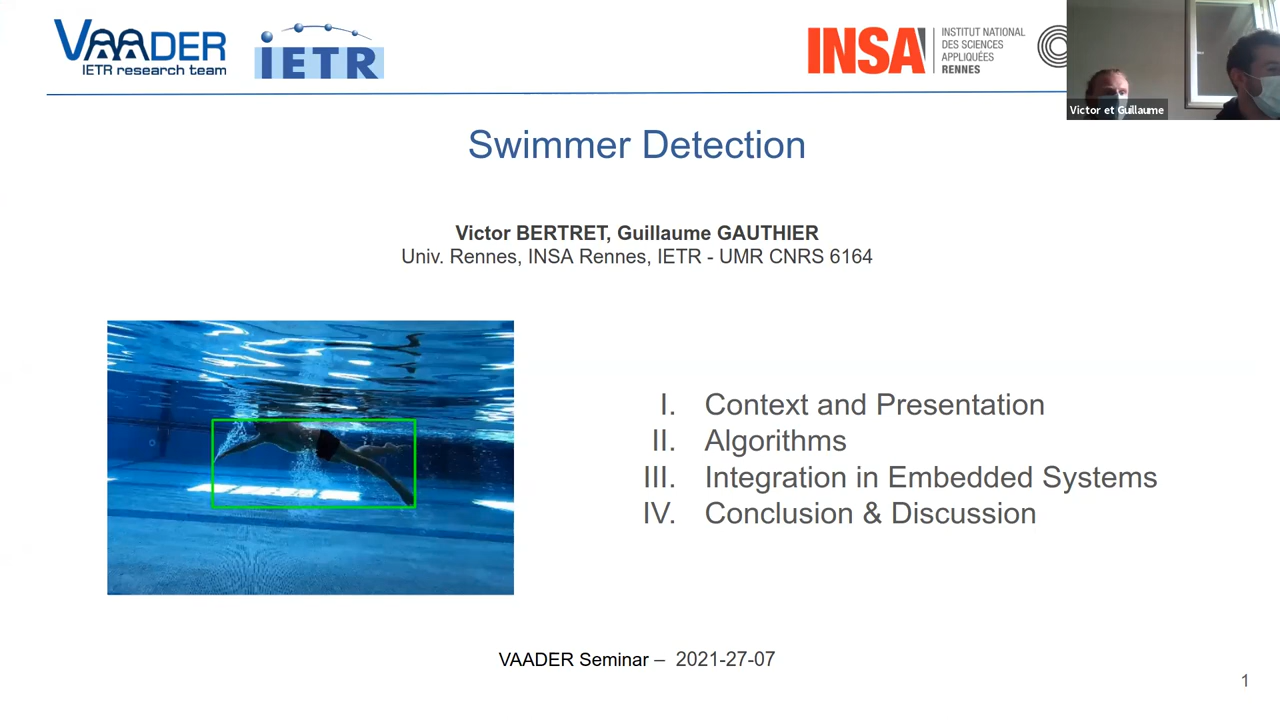 VAADER
IETR research team
IETR
INSA
INSTITUT NATIONAL
DES SCIENCES
APPLIQUÉES
RENNES
Victor et Guillaume
Swimmer Detection
Victor BERTRET, Guillaume GAUTHIER
Univ. Rennes, INSA Rennes, IETR - UMR CNRS 6164
I. Context and Presentation
II. Algorithms
III. Integration in Embedded Systems
IV. Conclusion & Discussion
VAADER Seminar – 2021-27-07
1